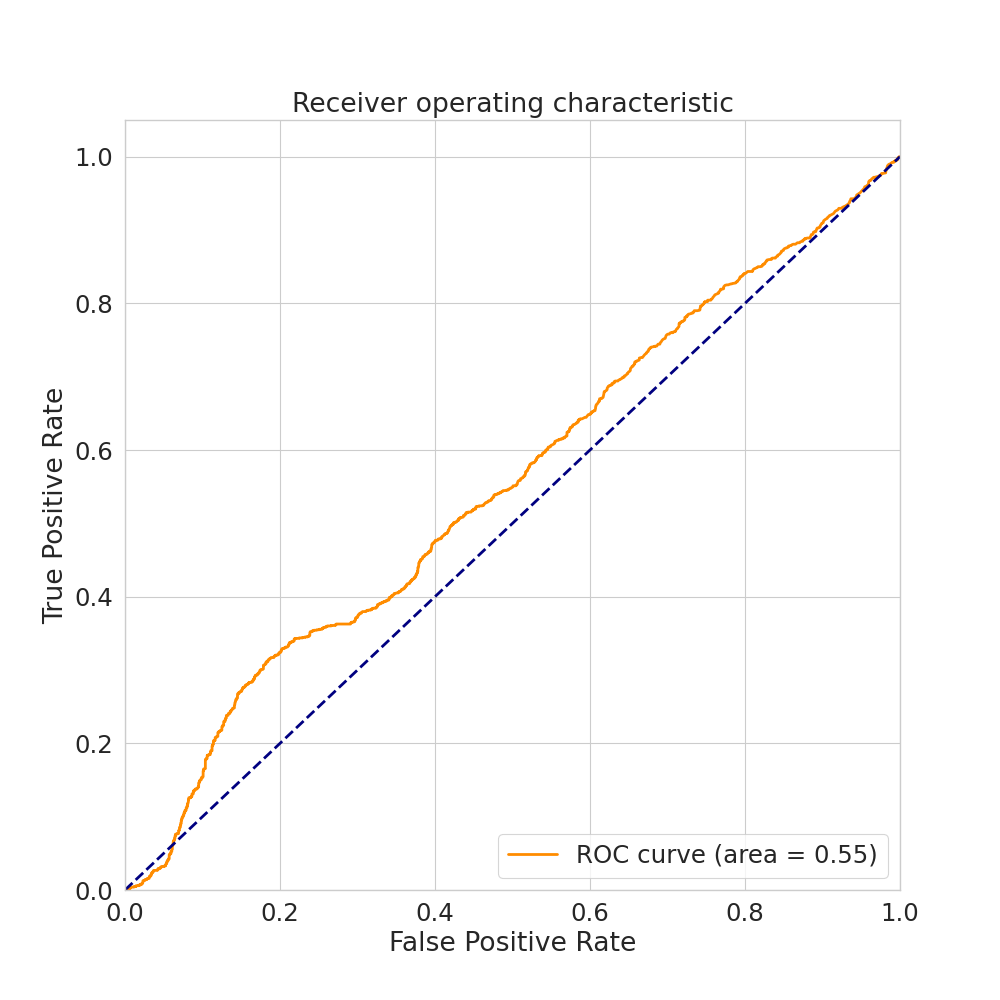 Receiver operating characteristic
True Positive Rate
1.0
0.8
0.6
0.4
0.2
0.0
ROC curve (area = 0.55)
0.0 0.2 0.4 0.6 0.8 1.0
False Positive Rate